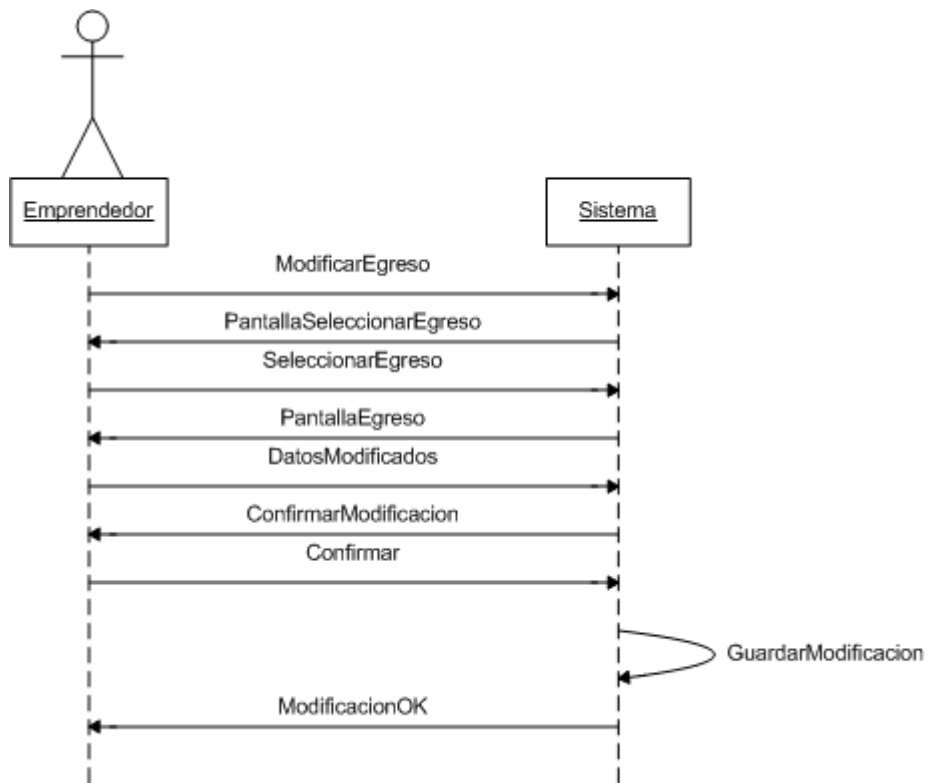 Emprendedor
Sistema
ModificarEgreso
PantallaSeleccionarEgreso
SeleccionarEgreso
PantallaEgreso
DatosModificados
ConfirmarModificacion
Confirmar
GuardarModificacion
ModificacionOK